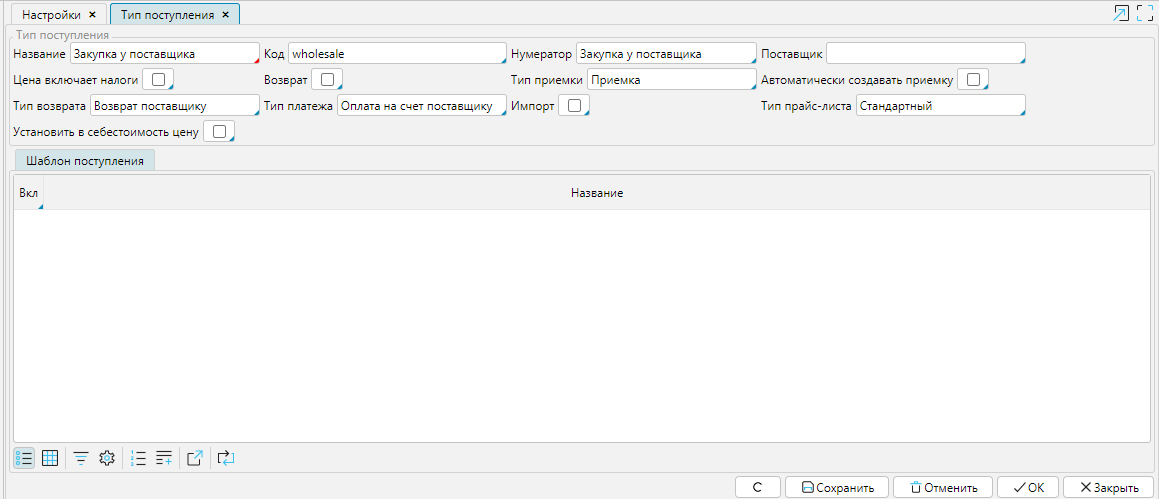 Настройки × Тип поступления ×
Тип поступления
Название Закупка у поставщика Код wholesale Нумератор Закупка у поставщика Поставщик
Цена включает налоги Возврат Тип приемки Приемка Автоматически создавать приемку
Тип возврата Возврат поставщику Тип платежа Оплата на счет поставщику Импорт Тип прайс-листа Стандартный
Установить в себестоимость цену
Шаблон поступления
Вкл Название
C Сохранить Отменить OK Закрыть